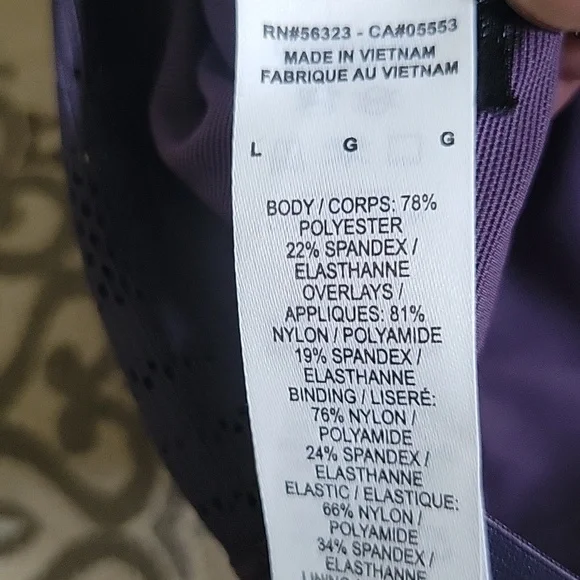 RN#56323 - CA#05553
MADE IN VIETNAM
FABRIQUE AU VIETNAM
L G G
BODY / CORPS: 78%
POLYESTER
22% SPANDEX /
ELASTHANNE
OVERLAYS /
APPLIQUES: 81%
NYLON / POLYAMIDE
19% SPANDEX /
ELASTHANNE
BINDING / LISERÉ:
76% NYLON /
POLYAMIDE
24% SPANDEX /
ELASTHANNE
ELASTIC / ELASTIQUE:
66% NYLON /
POLYAMIDE
34% SPANDEX /
ELASTHANNE